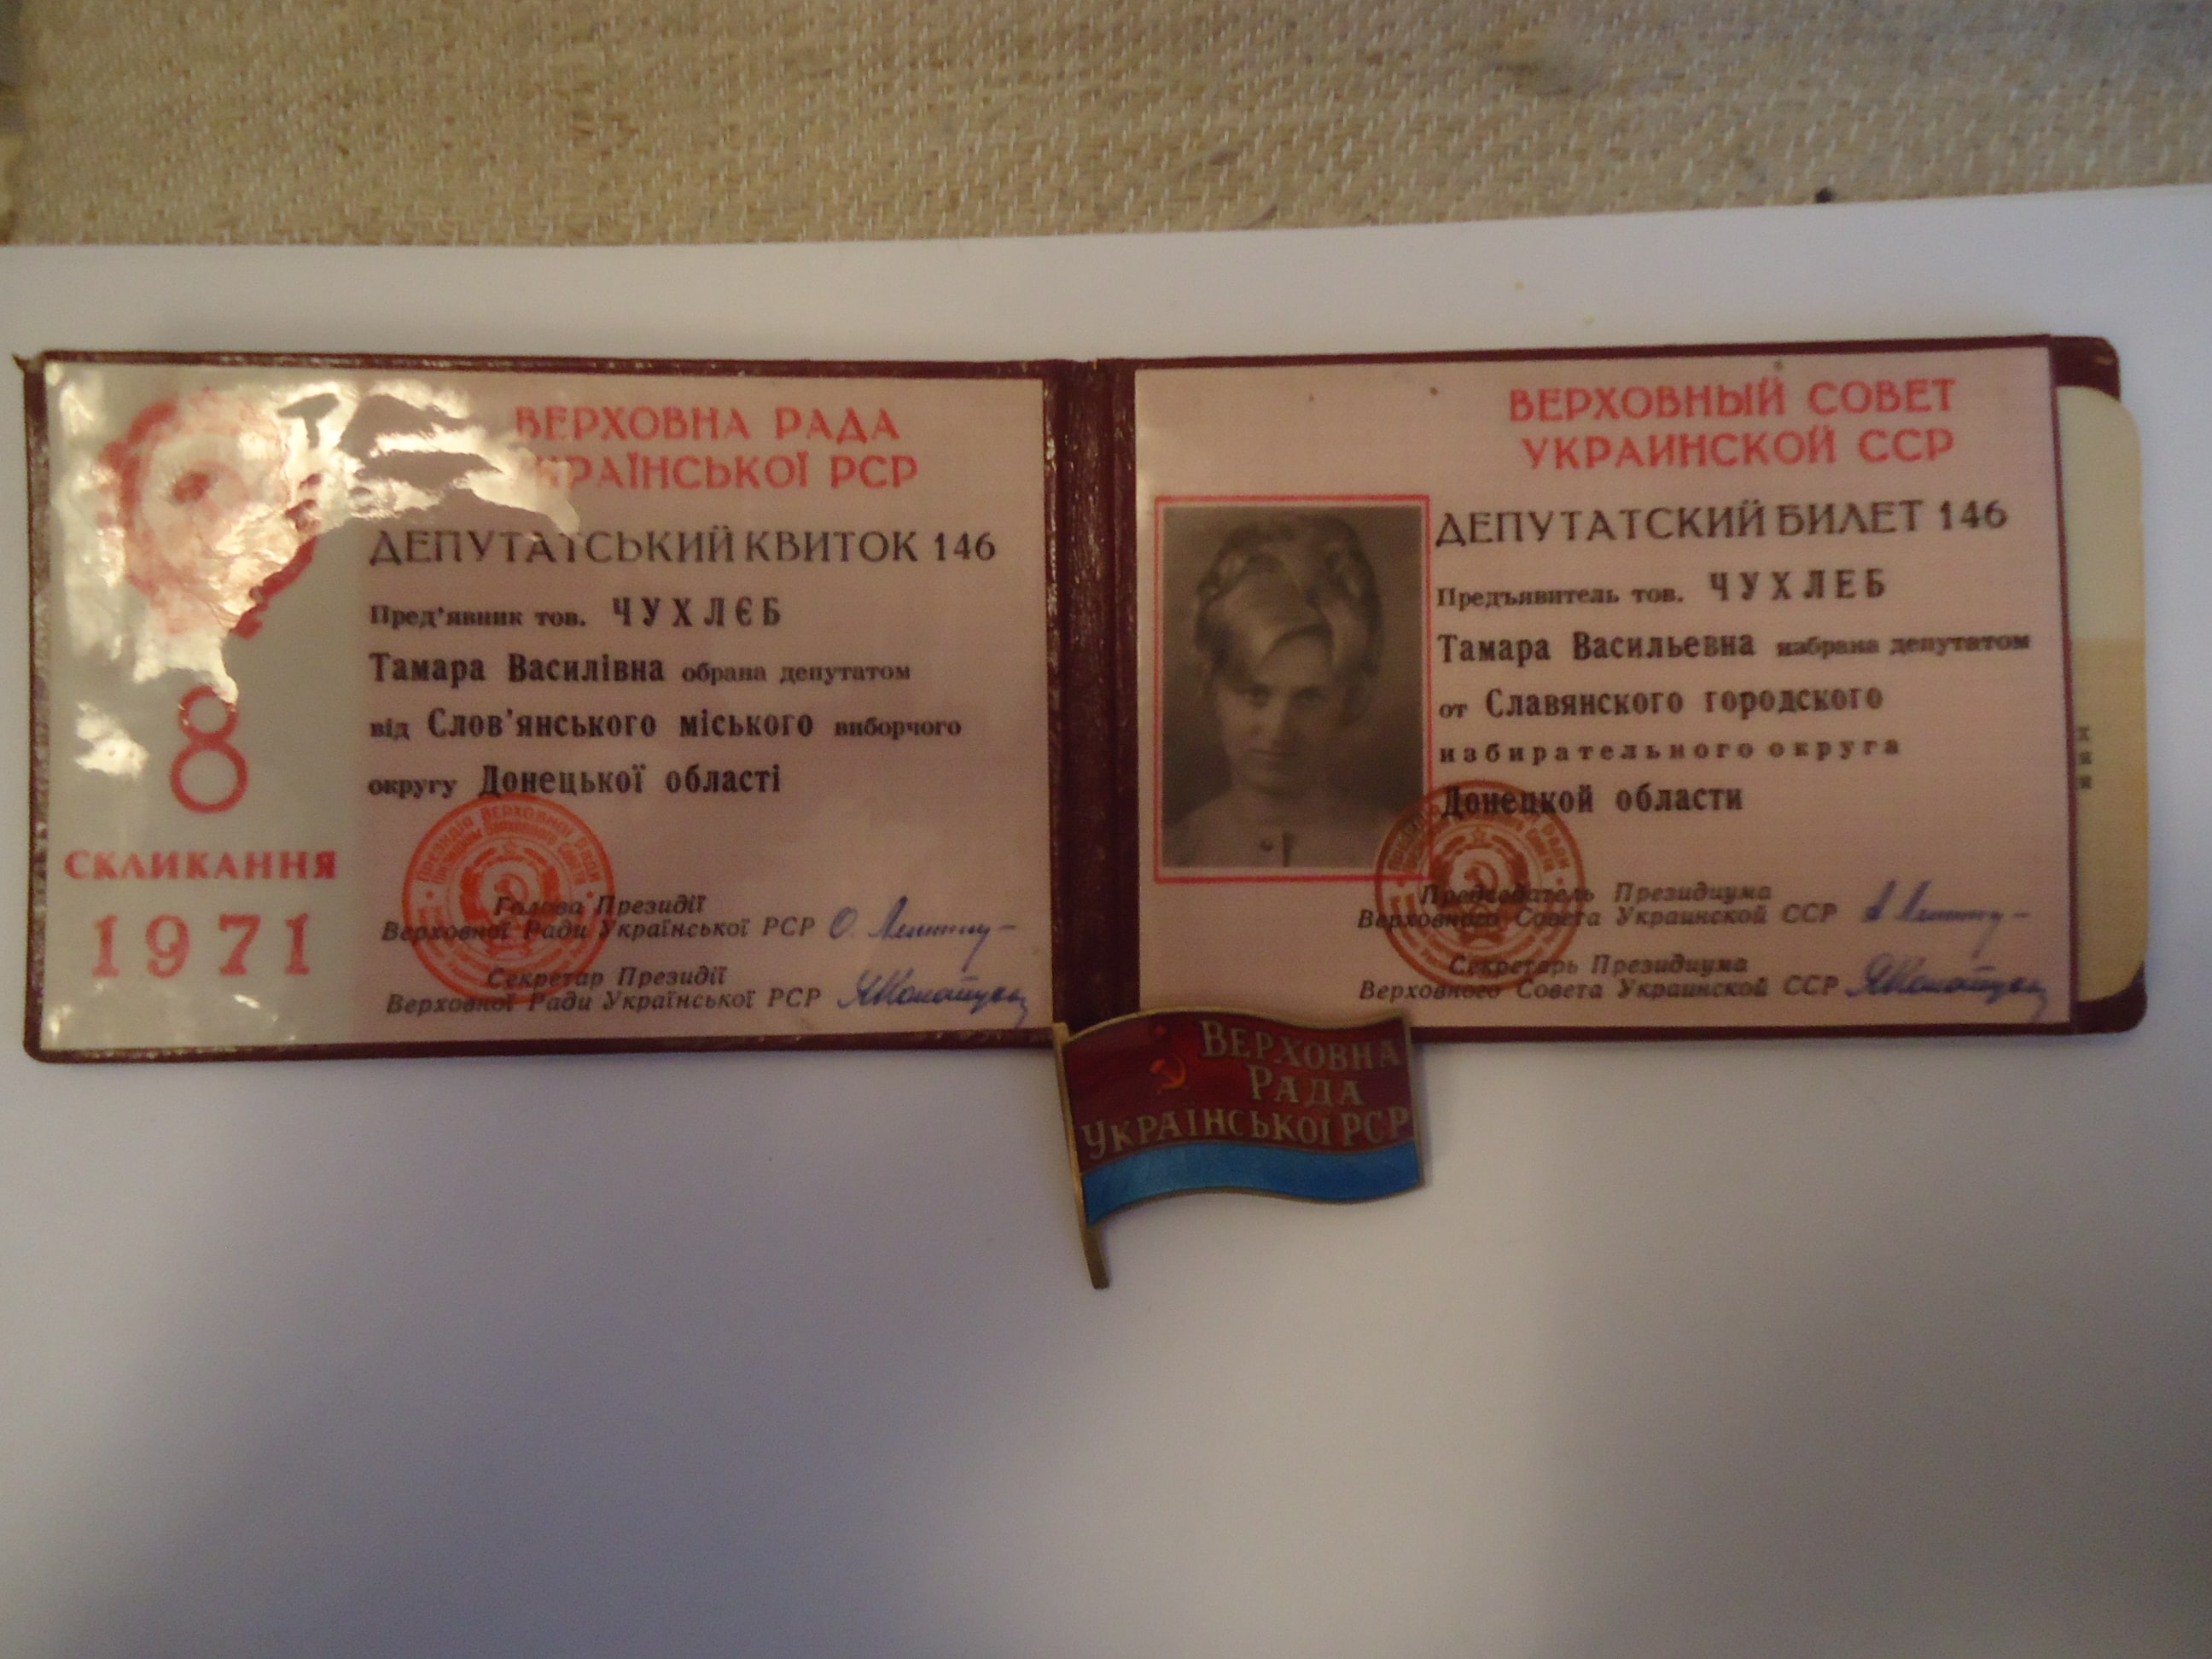 8
СКЛИКАННЯ
1971
ВЕРХОВНА РАДА
УКРАЇНСЬКОЇ РСР
ДЕПУТАТСЬКИЙ КВИТОК 146
Пред'явник тов. ЧУХЛЄБ
Тамара Василівна обрана депутатом
від Слов'янського міського виборчого
округу Донецької області
Голова Президії
Верховної Ради Української РСР
Секретар Президії
Верховної Ради Української РСР
ВЕРХОВНЫЙ СОВЕТ
УКРАИНСКОЙ ССР
ДЕПУТАТСКИЙ БИЛЕТ 146
Предъявитель тов. ЧУХЛЕБ
Тамара Васильевна избрана депутатом
от Славянского городского
избирательного округа
Донецкой области
Председатель Президиума
Верховного Совета Украинской ССР
Секретарь Президиума
Верховного Совета Украинской ССР
ВЕРХОВНА
РАДА
УКРАЇНСЬКОЇ РСР